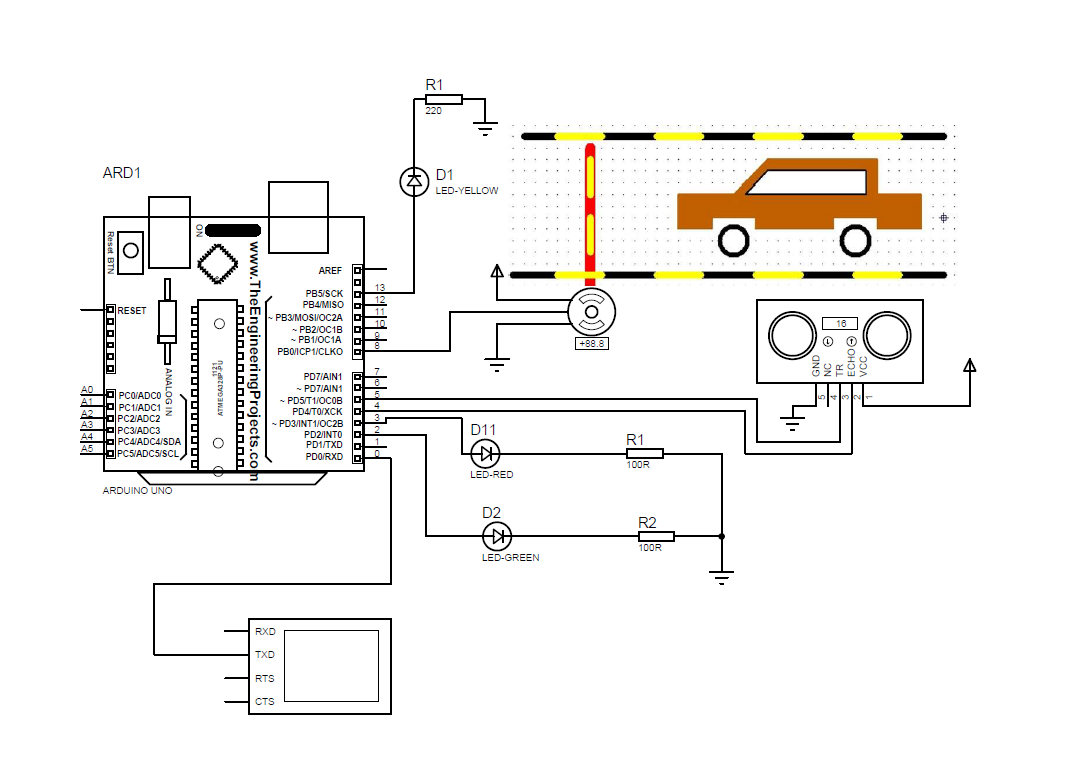 R1
220
D1
LED-YELLOW
ARD1
Reset BTN
ON
www.TheEngineeringProjects.com
AREF
RESET
PB5/SCK 13
PB4/MISO 12
~ PB3/MOSI/OC2A 11
~ PB2/OC1B 10
~ PB1/OC1A 9
PB0/ICP1/CLKO 8
PD7/AIN1 7
~ PD7/AIN1 6
~ PD5/T1/OC0B 5
PD4/T0/XCK 4
~ PD3/INT1/OC2B 3
PD2/INT0 2
PD1/TXD 1
PD0/RXD 0
ANALOG IN
ATMEGA328P-PU
1121
A0 PC0/ADC0
A1 PC1/ADC1
A2 PC2/ADC2
A3 PC3/ADC3
A4 PC4/ADC4/SDA
A5 PC5/ADC5/SCL
ARDUINO UNO
+88.8
16
GND
NC
TR
ECHO
VCC
5 4 3 2 1
D11
LED-RED
R1
100R
D2
LED-GREEN
R2
100R
RXD
TXD
RTS
CTS